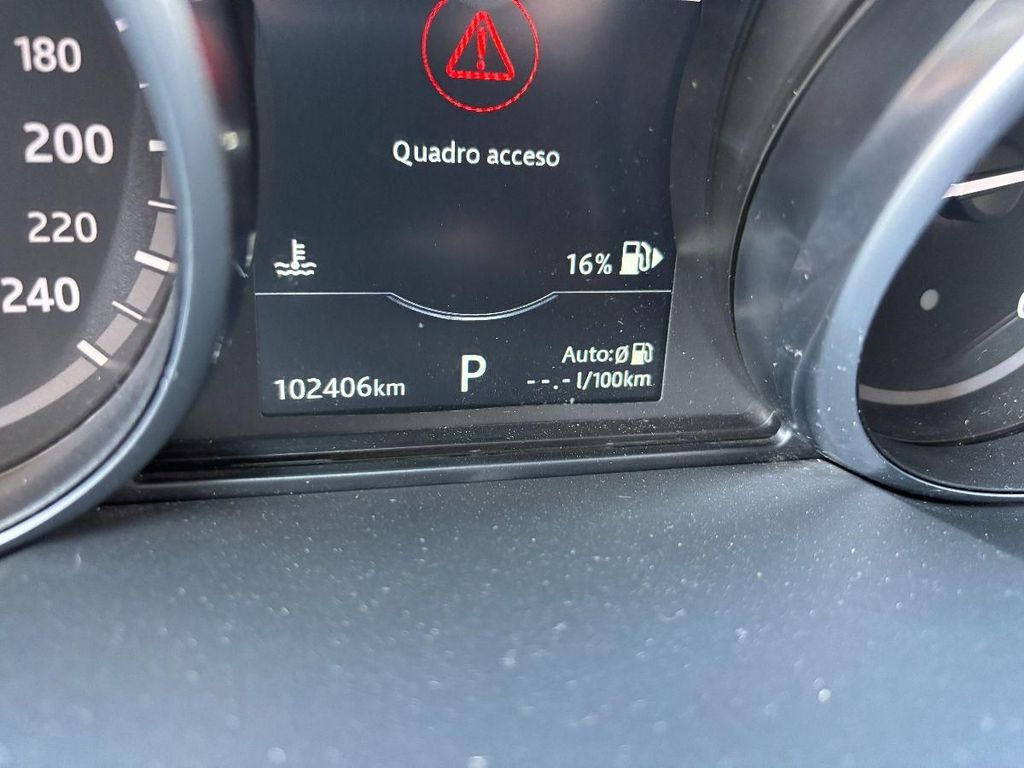 180
200
220
240
Quadro acceso
16%
Auto:Ø
102406km
P
--.- l/100km